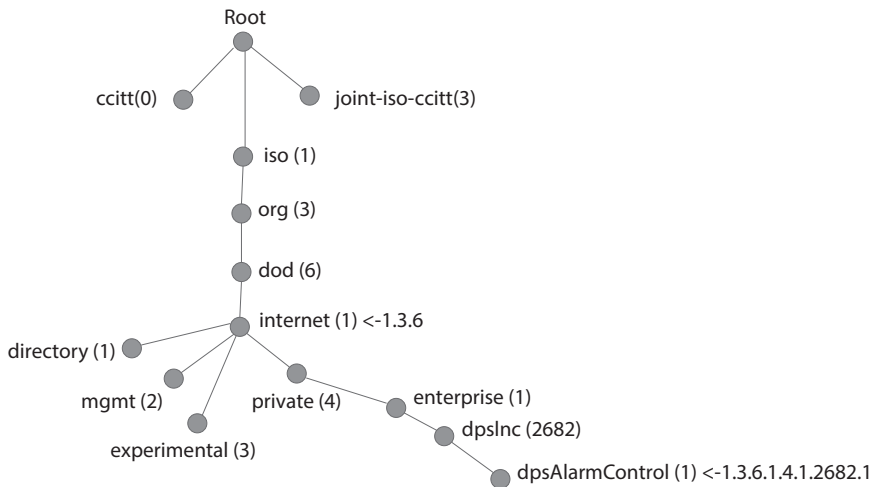 Root
ccitt(0)
joint-iso-ccitt(3)
iso (1)
org (3)
dod (6)
internet (1) <-1.3.6
directory (1)
mgmt (2)
private (4)
enterprise (1)
experimental (3)
dpsInc (2682)
dpsAlarmControl (1) <-1.3.6.1.4.1.2682.1